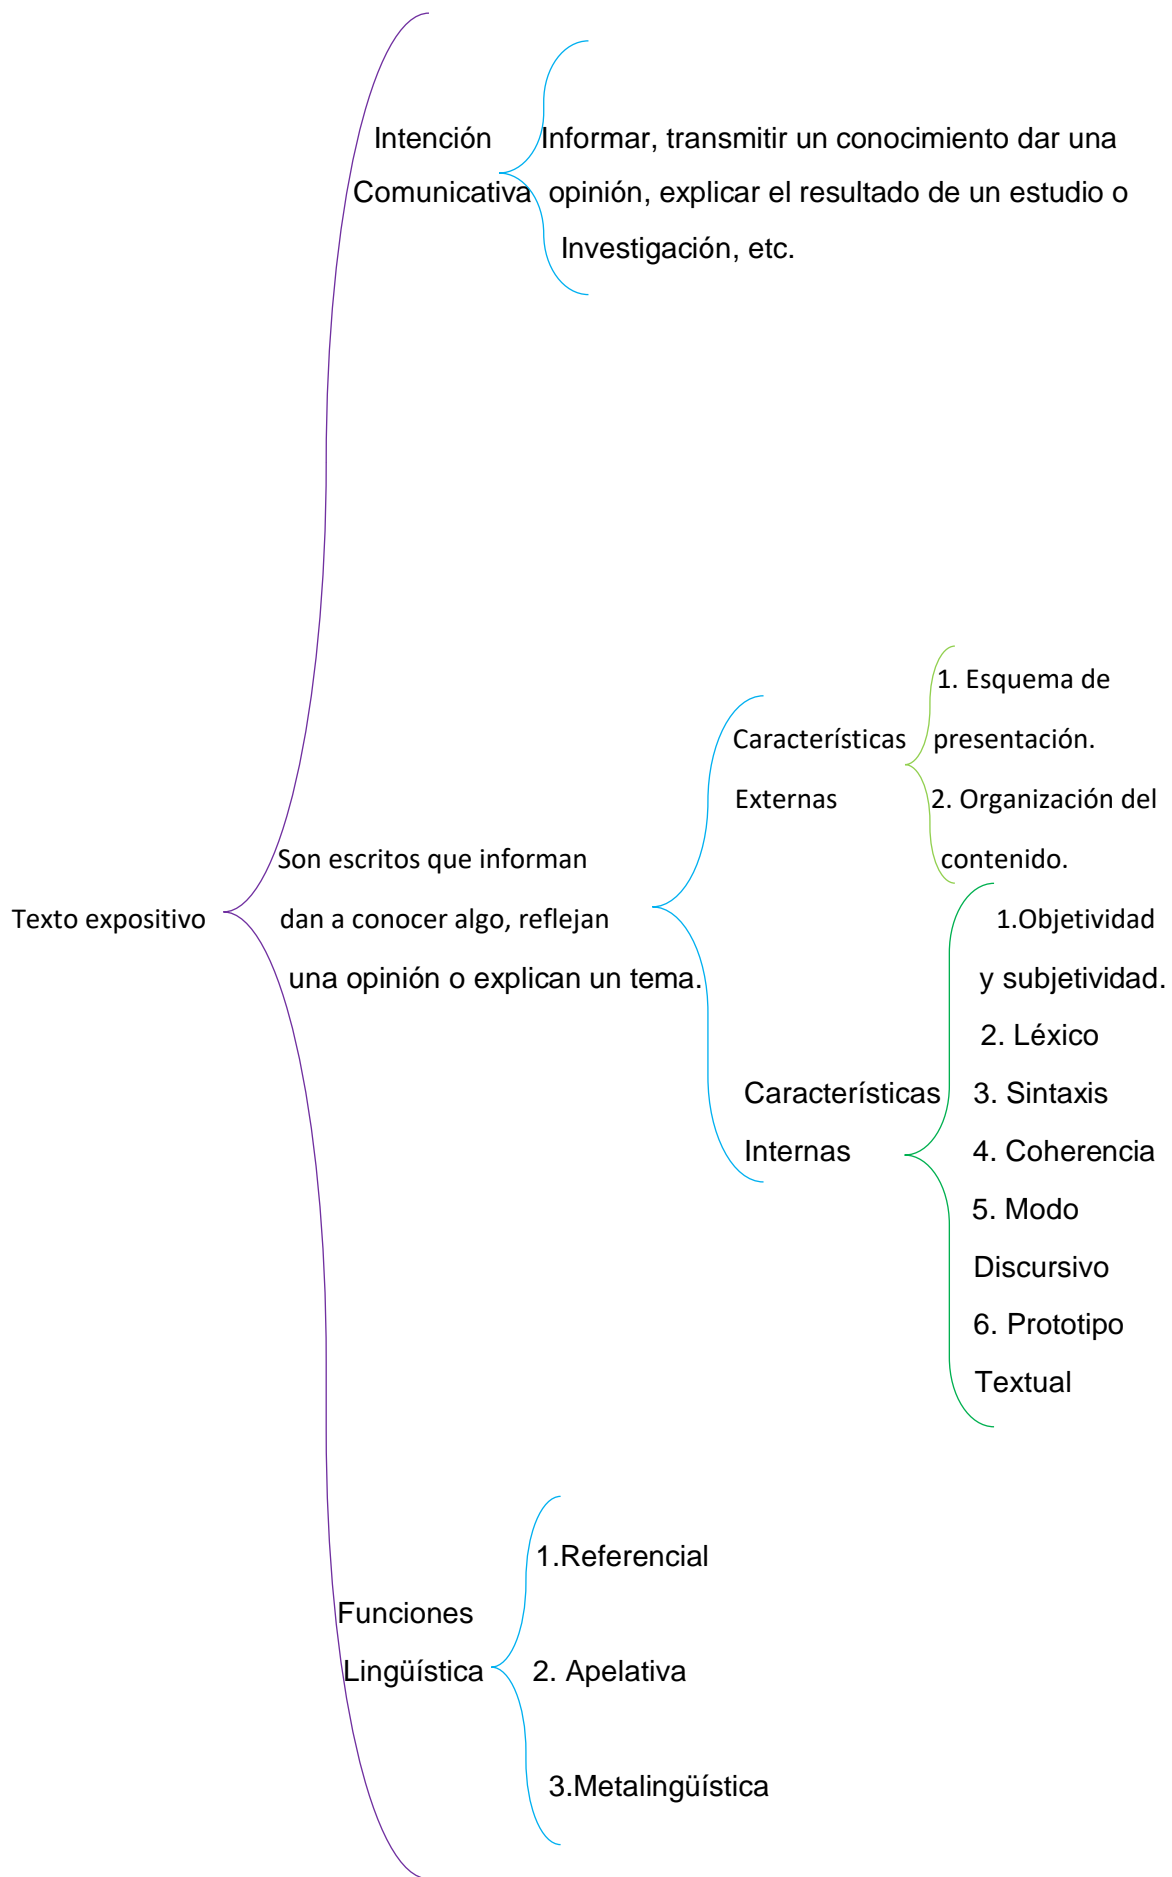 Intención
Comunicativa
Informar, transmitir un conocimiento dar una
opinión, explicar el resultado de un estudio o
Investigación, etc.
Texto expositivo
Son escritos que informan
dan a conocer algo, reflejan
una opinión o explican un tema.
Características
Externas
1. Esquema de
presentación.
2. Organización del
contenido.
Características
Internas
1.Objetividad
y subjetividad.
2. Léxico
3. Sintaxis
4. Coherencia
5. Modo
Discursivo
6. Prototipo
Textual
Funciones
Lingüística
1.Referencial
2. Apelativa
3.Metalingüística